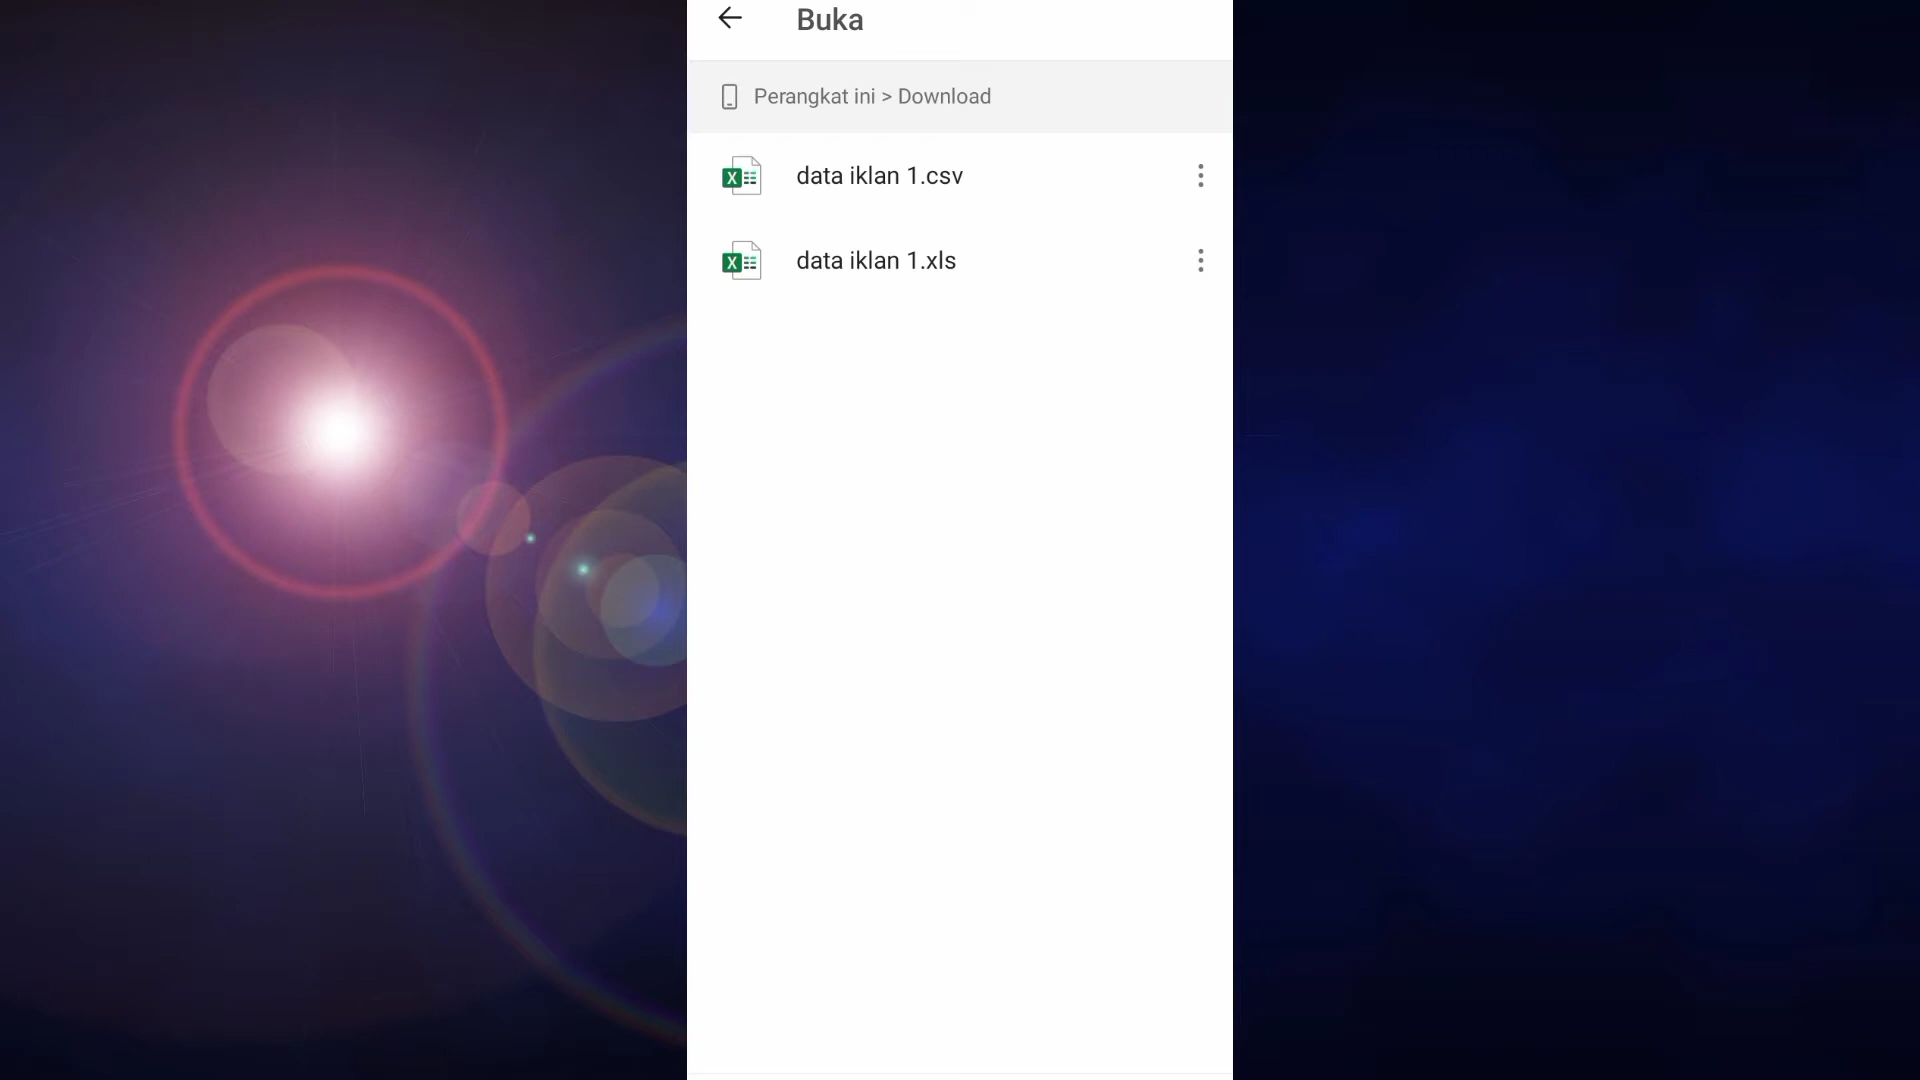 Buka
Perangkat ini > Download
data iklan 1.csv
data iklan 1.xls